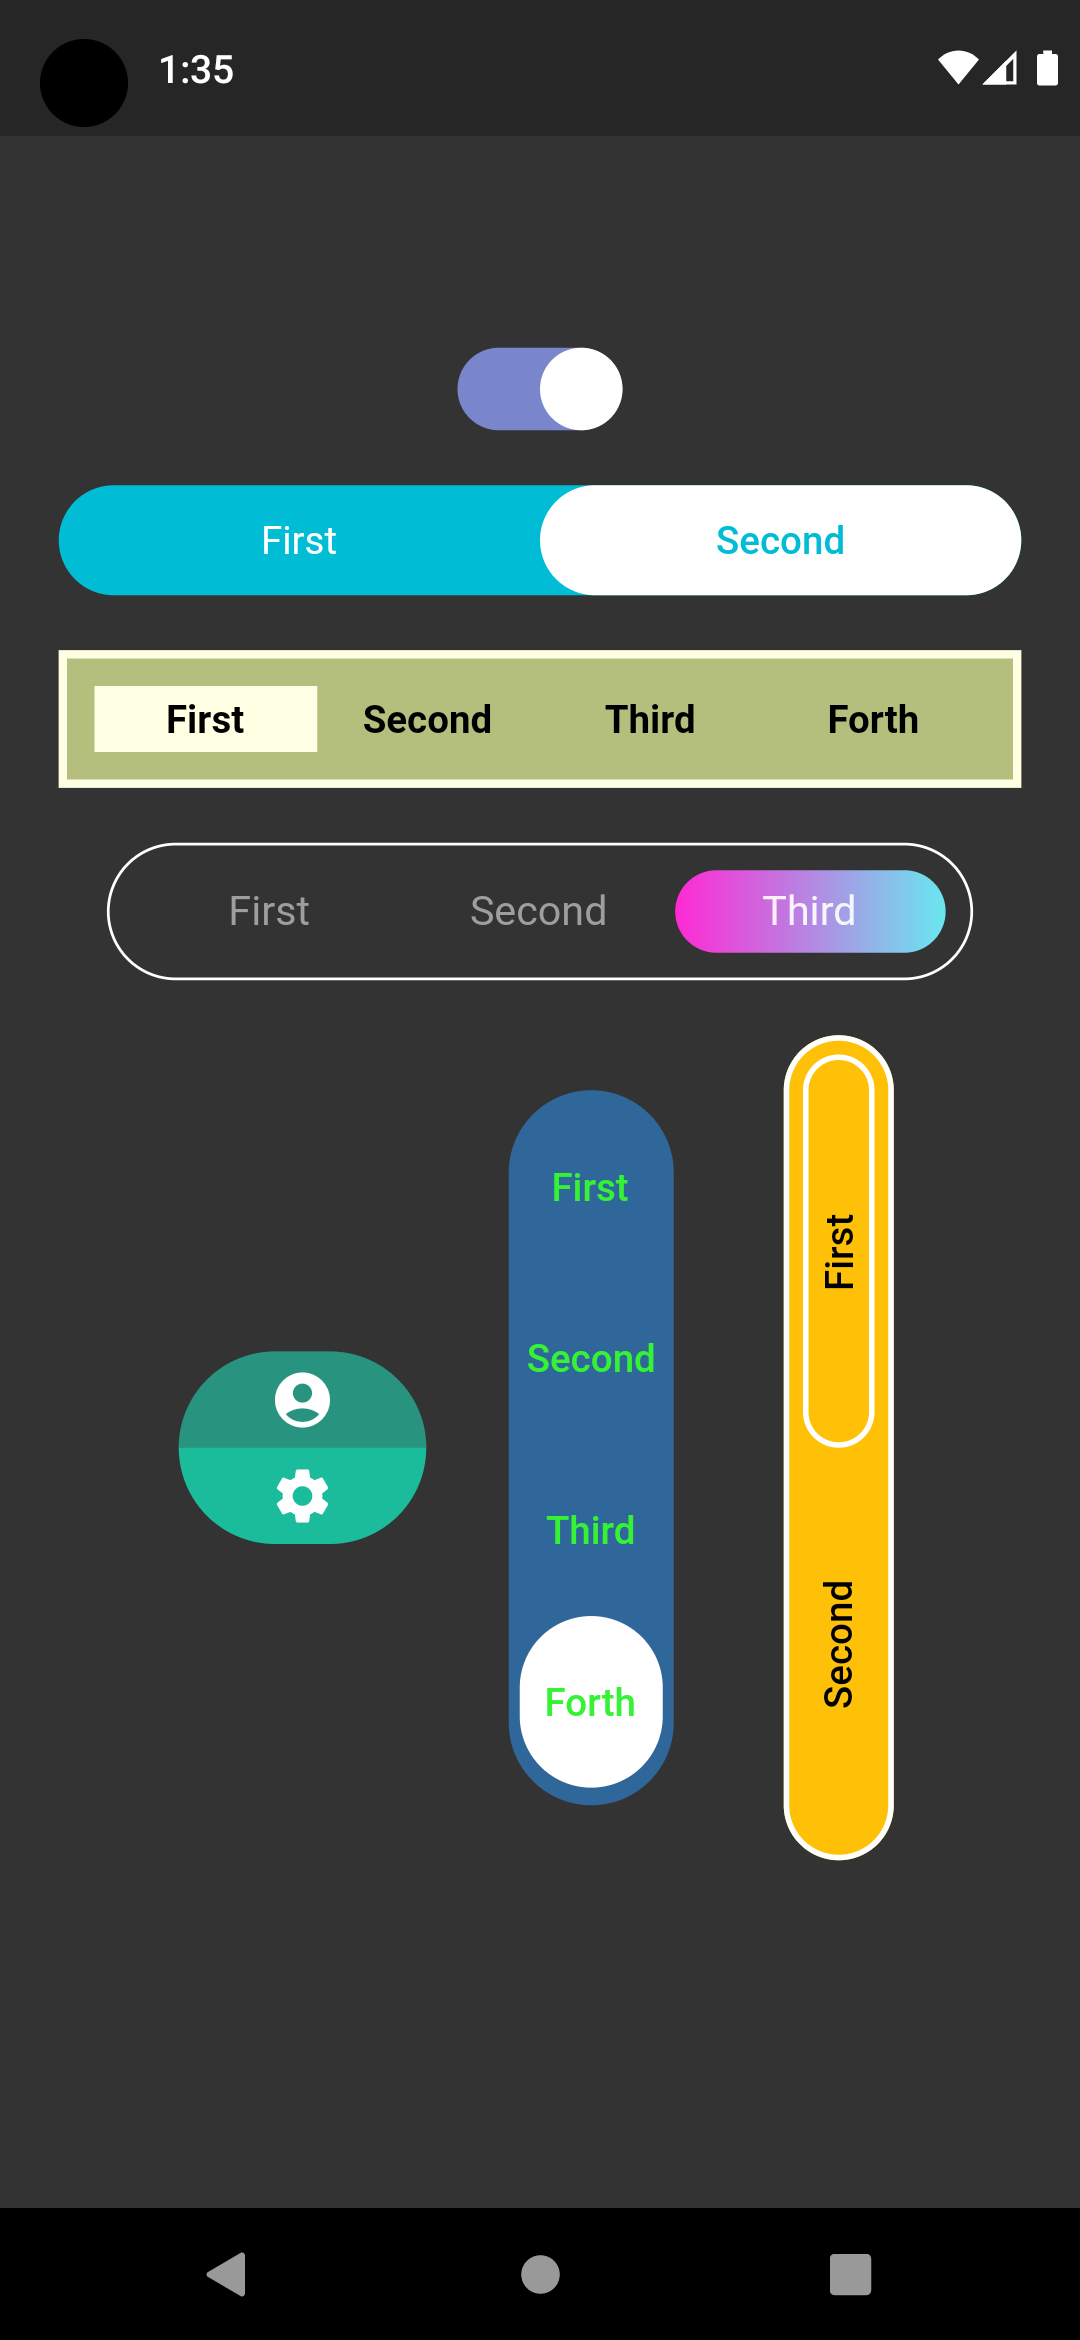 1:35
First Second
First Second Third Forth
First Second Third
First
Second
Third
Forth
First
Second